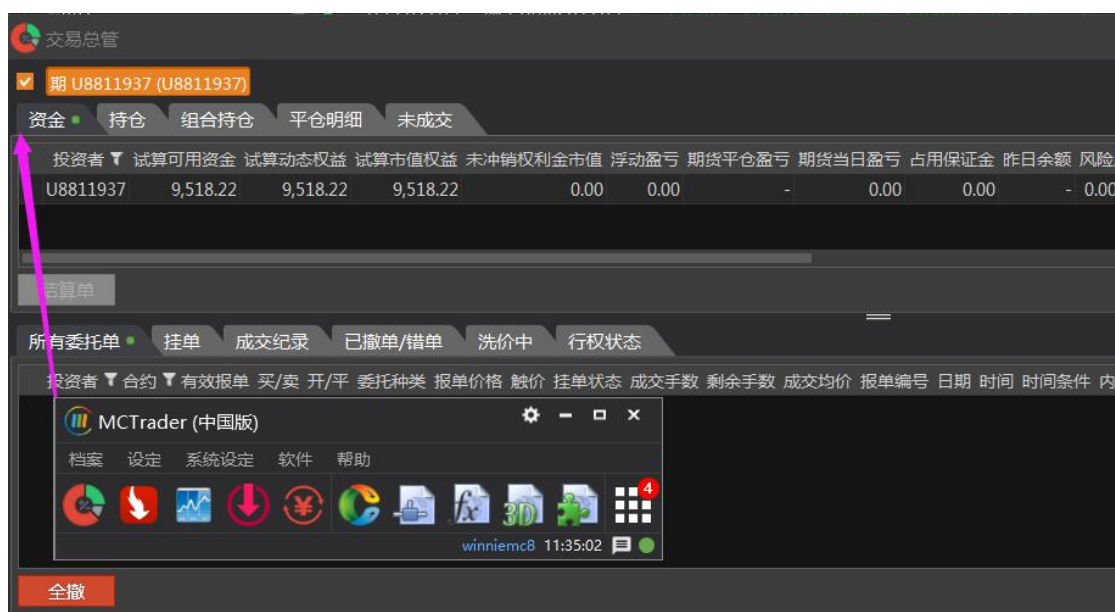 交易总管
期 U8811937 (U8811937)
资金 持仓 组合持仓 平仓明细 未成交
投资者 试算可用资金 试算动态权益 试算市值权益 未冲销权利金市值 浮动盈亏 期货平仓盈亏 期货当日盈亏 占用保证金 昨日余额 风险
U8811937 9,518.22 9,518.22 9,518.22 0.00 0.00 - 0.00 0.00 - 0.00
结算单
所有委托单 挂单 成交纪录 已撤单/错单 洗价中 行权状态
投资者 合约 有效报单 买/卖 开/平 委托种类 报单价格 触价 挂单状态 成交手数 剩余手数 成交均价 报单编号 日期 时间 时间条件 内
MCTrader (中国版)
档案 设定 系统设定 软件 帮助
fx 3D 4
winniemc8 11:35:02
全撤